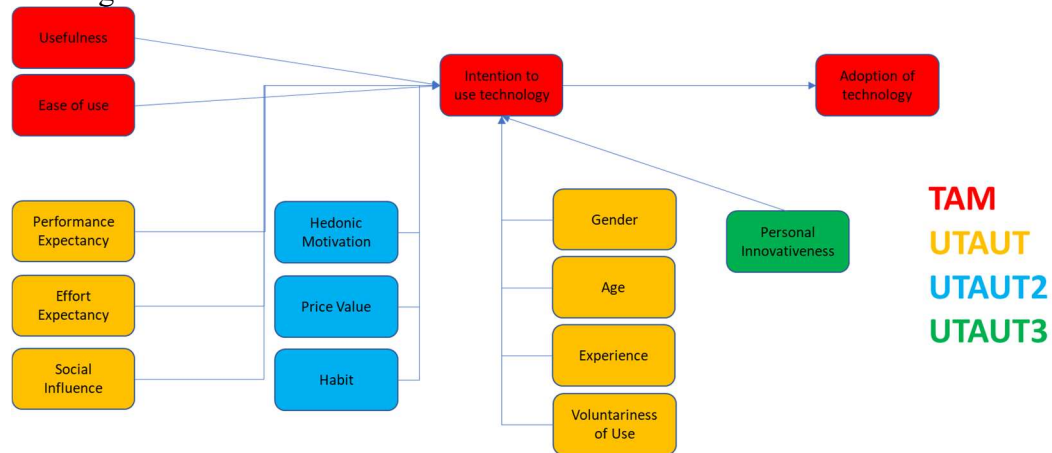 Usefulness
Ease of use
Intention to
use technology
Adoption of
technology
Performance
Expectancy
Effort
Expectancy
Social
Influence
Hedonic
Motivation
Price Value
Habit
Gender
Age
Experience
Voluntariness
of Use
Personal
Innovativeness
TAM
UTAUT
UTAUT2
UTAUT3